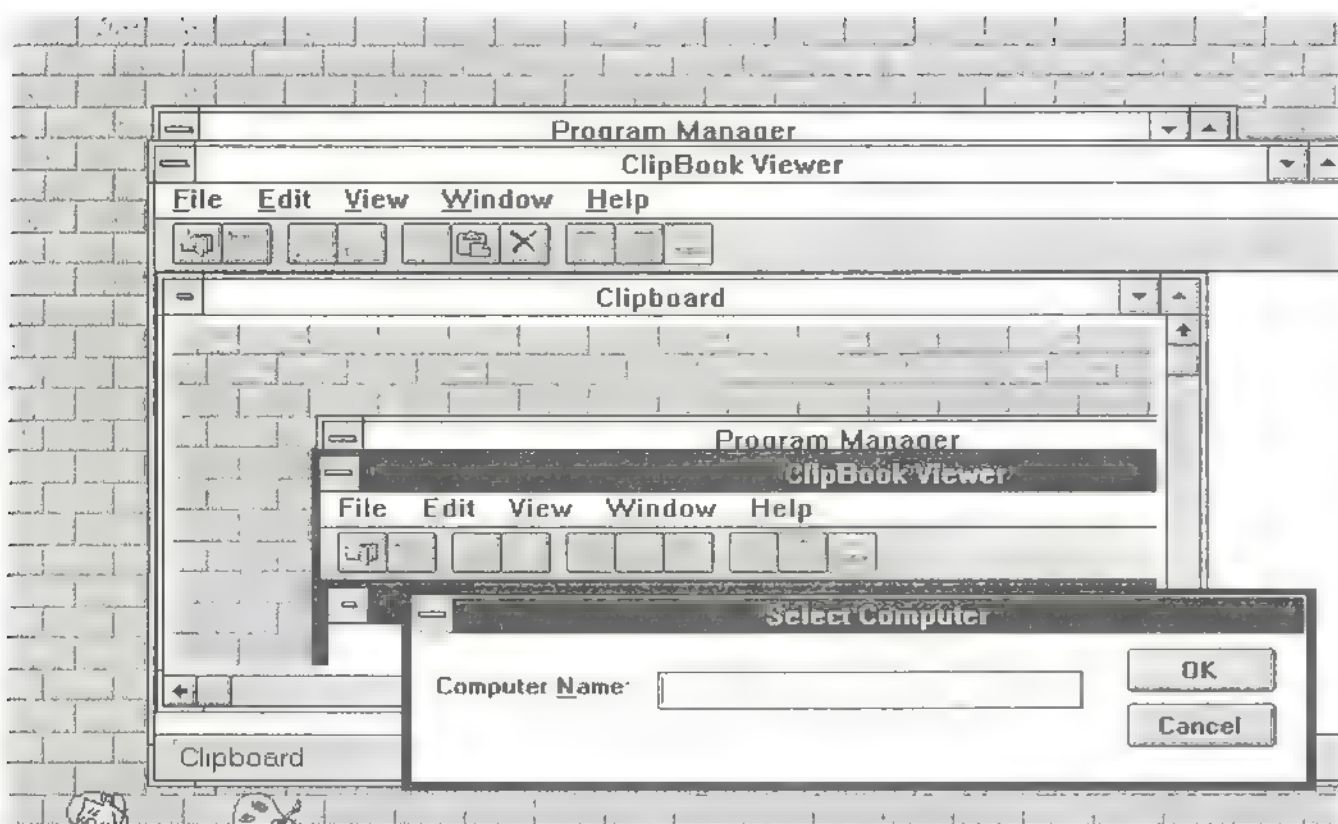 Program Manager
ClipBook Viewer
File Edit View Window Help
Clipboard
Program Manager
ClipBook Viewer
File Edit View Window Help
Select Computer
Computer Name:
OK
Cancel
Clipboard